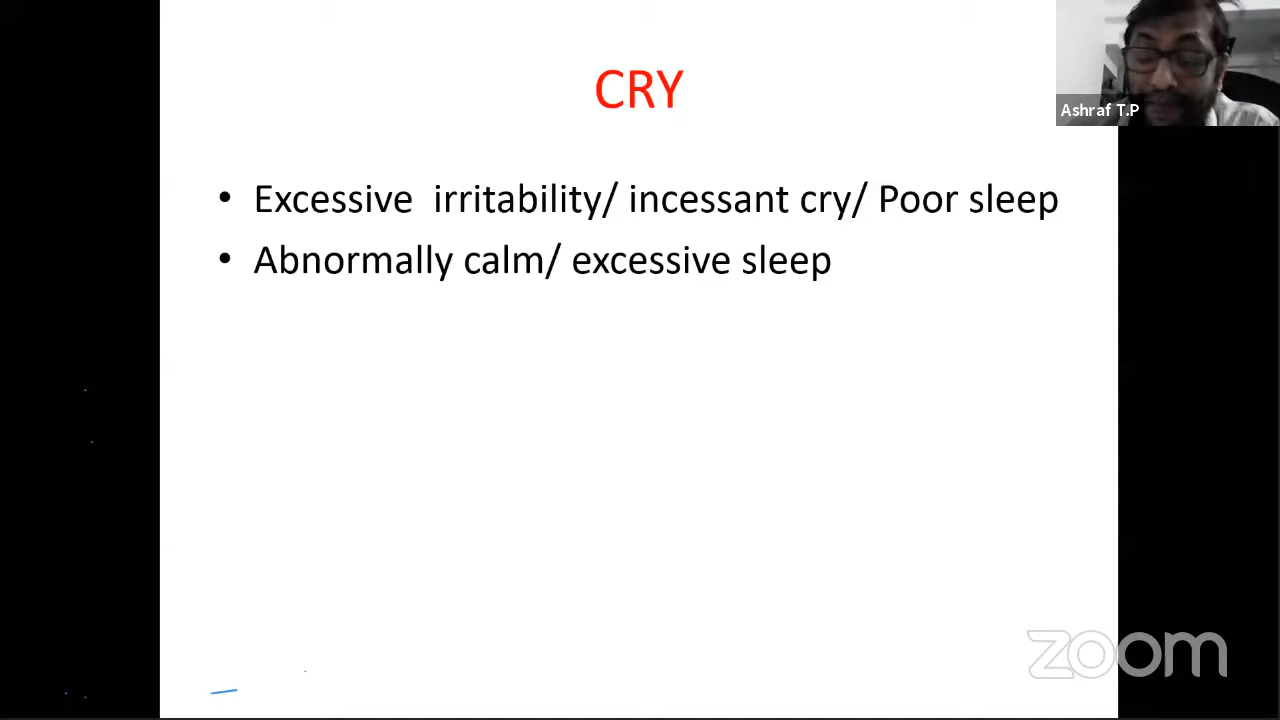 CRY
Ashraf T.P
• Excessive irritability/ incessant cry/ Poor sleep
• Abnormally calm/ excessive sleep
zoom